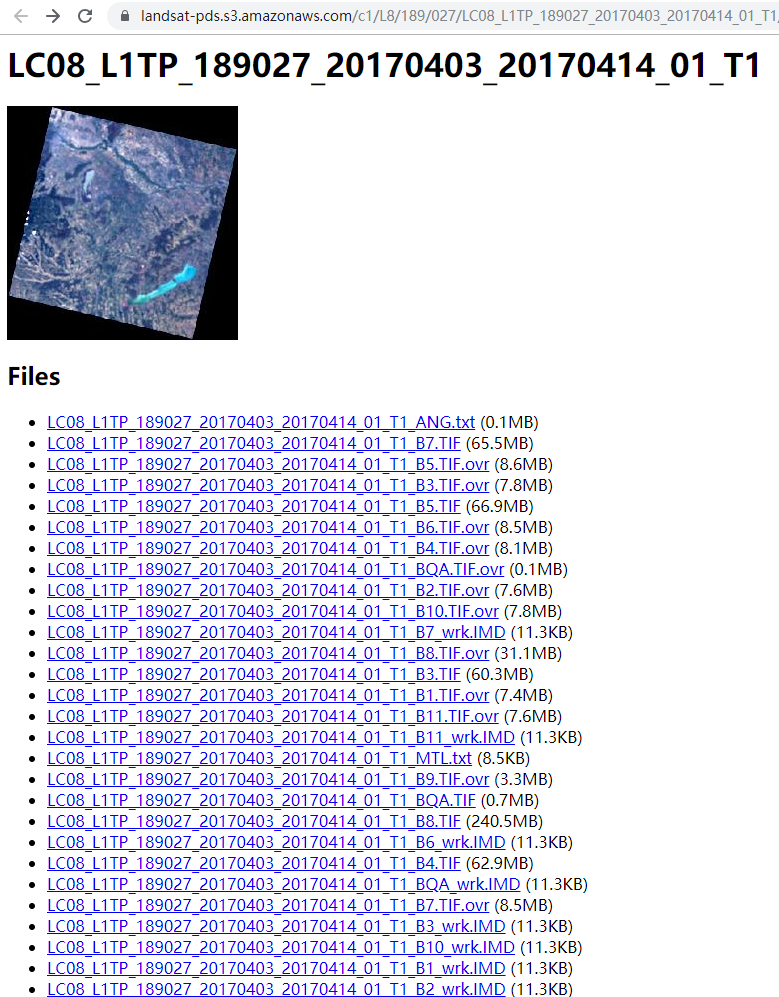 landsat-pds.s3.amazonaws.com/c1/L8/189/027/LC08_L1TP_189027_20170403_20170414_01_T1/
LC08_L1TP_189027_20170403_20170414_01_T1
Files
LC08_L1TP_189027_20170403_20170414_01_T1_ANG.txt (0.1MB)
LC08_L1TP_189027_20170403_20170414_01_T1_B7.TIF (65.5MB)
LC08_L1TP_189027_20170403_20170414_01_T1_B5.TIF.ovr (8.6MB)
LC08_L1TP_189027_20170403_20170414_01_T1_B3.TIF.ovr (7.8MB)
LC08_L1TP_189027_20170403_20170414_01_T1_B5.TIF (66.9MB)
LC08_L1TP_189027_20170403_20170414_01_T1_B6.TIF.ovr (8.5MB)
LC08_L1TP_189027_20170403_20170414_01_T1_B4.TIF.ovr (8.1MB)
LC08_L1TP_189027_20170403_20170414_01_T1_BQA.TIF.ovr (0.1MB)
LC08_L1TP_189027_20170403_20170414_01_T1_B2.TIF.ovr (7.6MB)
LC08_L1TP_189027_20170403_20170414_01_T1_B10.TIF.ovr (7.8MB)
LC08_L1TP_189027_20170403_20170414_01_T1_B7_wrk.IMD (11.3KB)
LC08_L1TP_189027_20170403_20170414_01_T1_B8.TIF.ovr (31.1MB)
LC08_L1TP_189027_20170403_20170414_01_T1_B3.TIF (60.3MB)
LC08_L1TP_189027_20170403_20170414_01_T1_B1.TIF.ovr (7.4MB)
LC08_L1TP_189027_20170403_20170414_01_T1_B11.TIF.ovr (7.6MB)
LC08_L1TP_189027_20170403_20170414_01_T1_B11_wrk.IMD (11.3KB)
LC08_L1TP_189027_20170403_20170414_01_T1_MTL.txt (8.5KB)
LC08_L1TP_189027_20170403_20170414_01_T1_B9.TIF.ovr (3.3MB)
LC08_L1TP_189027_20170403_20170414_01_T1_BQA.TIF (0.7MB)
LC08_L1TP_189027_20170403_20170414_01_T1_B8.TIF (240.5MB)
LC08_L1TP_189027_20170403_20170414_01_T1_B6_wrk.IMD (11.3KB)
LC08_L1TP_189027_20170403_20170414_01_T1_B4.TIF (62.9MB)
LC08_L1TP_189027_20170403_20170414_01_T1_BQA_wrk.IMD (11.3KB)
LC08_L1TP_189027_20170403_20170414_01_T1_B7.TIF.ovr (8.5MB)
LC08_L1TP_189027_20170403_20170414_01_T1_B3_wrk.IMD (11.3KB)
LC08_L1TP_189027_20170403_20170414_01_T1_B10_wrk.IMD (11.3KB)
LC08_L1TP_189027_20170403_20170414_01_T1_B1_wrk.IMD (11.3KB)
LC08_L1TP_189027_20170403_20170414_01_T1_B2_wrk.IMD (11.3KB)